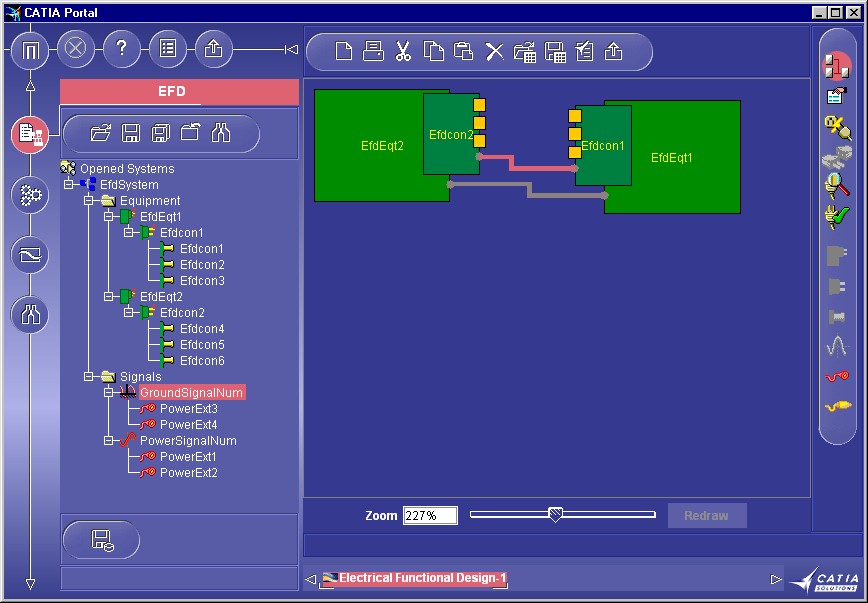 CATIA Portal
?
EFD
Opened Systems
EfdSystem
Equipment
EfdEqt1
Efdcon1
Efdcon1
Efdcon2
Efdcon3
EfdEqt2
Efdcon2
Efdcon4
Efdcon5
Efdcon6
Signals
GroundSignalNum
PowerExt3
PowerExt4
PowerSignalNum
PowerExt1
PowerExt2
EfdEqt2
Efdcon2
Efdcon1
EfdEqt1
Zoom 227% Redraw
Electrical Functional Design-1
CATIA
SOLUTIONS